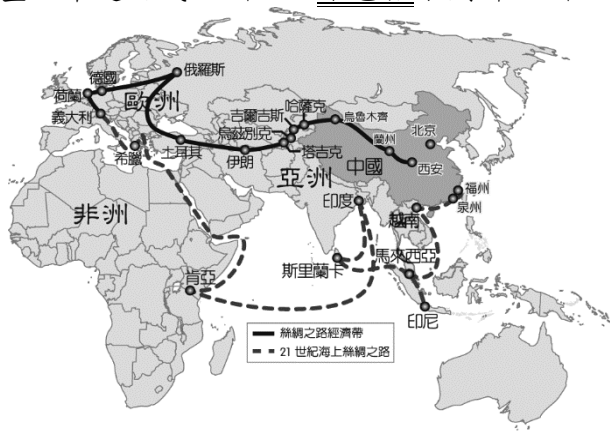 俄羅斯
德國
荷蘭
歐洲
義大利
希臘
土耳其
伊朗
哈薩克
吉爾吉斯
烏茲別克
塔吉克
烏魯木齊
蘭州
北京
西安
中國
亞洲
福州
泉州
印度
越南
非洲
斯里蘭卡
馬來西亞
肯亞
印尼
絲綢之路經濟帶
21世紀海上絲綢之路